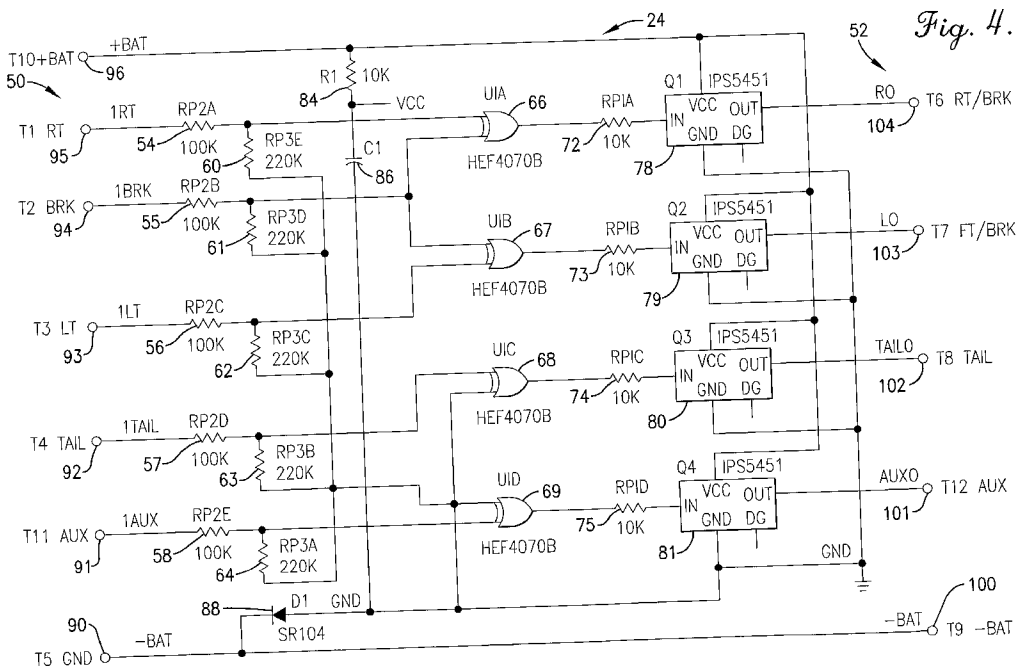 24
52
Fig. 4.
T10+BAT
+BAT
96
50
R1
10K
84
VCC
Q1
IPS5451
VCC OUT
IN
GND DG
78
RO
T6 RT/BRK
104
T1 RT
95
1RT
RP2A
54
100K
60
RP3E
220K
C1
86
UIA
66
HEF4070B
RPIA
72
10K
T2 BRK
94
1BRK
RP2B
55
100K
61
RP3D
220K
UIB
67
HEF4070B
RPIB
73
10K
Q2
IPS5451
VCC OUT
IN
GND DG
79
LO
T7 FT/BRK
103
T3 LT
93
1LT
RP2C
56
100K
62
RP3C
220K
UIC
68
HEF4070B
RPIC
74
10K
Q3
IPS5451
VCC OUT
IN
GND DG
80
TAILO
T8 TAIL
102
T4 TAIL
92
1TAIL
RP2D
57
100K
63
RP3B
220K
UID
69
HEF4070B
RPID
75
10K
Q4
IPS5451
VCC OUT
IN
GND DG
81
AUXO
T12 AUX
101
T11 AUX
91
1AUX
RP2E
58
100K
64
RP3A
220K
GND
88
D1
SR104
GND
90
T5 GND
-BAT
100
-BAT
T9 -BAT